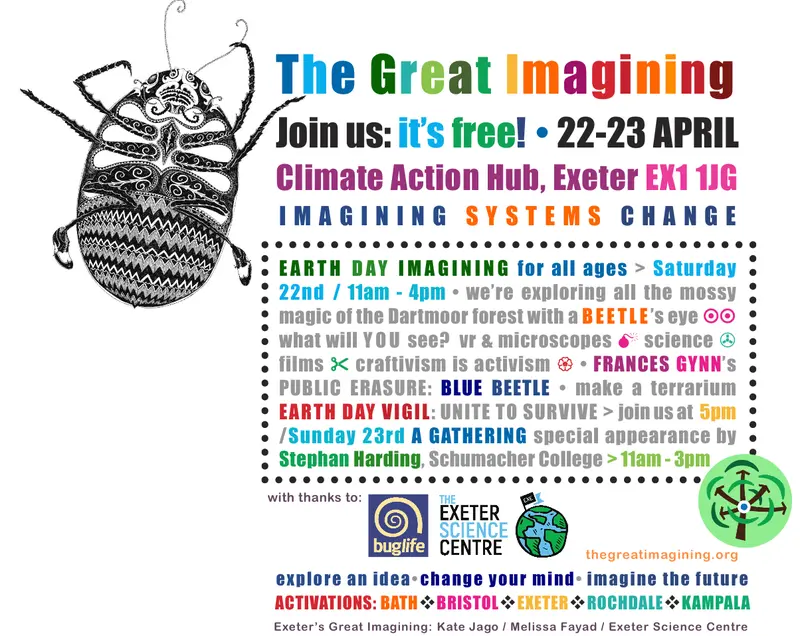 The Great Imagining
Join us: it's free! • 22-23 APRIL
Climate Action Hub, Exeter EX1 1JG
IMAGINING SYSTEMS CHANGE
EARTH DAY IMAGINING for all ages > Saturday
22nd / 11am - 4pm • we're exploring all the mossy
magic of the Dartmoor forest with a BEETLE's eye
what will YOU see? vr & microscopes science
films craftivism is activism • FRANCES GYNN's
PUBLIC ERASURE: BLUE BEETLE • make a terrarium
EARTH DAY VIGIL: UNITE TO SURVIVE > join us at 5pm
/Sunday 23rd A GATHERING special appearance by
Stephan Harding, Schumacher College > 11am - 3pm
with thanks to:
buglife
THE
EXETER
SCIENCE
CENTRE
EXE
thegreatimagining.org
explore an idea• change your mind• imagine the future
ACTIVATIONS: BATH ❖ BRISTOL ❖ EXETER ❖ ROCHDALE ❖ KAMPALA
Exeter's Great Imagining: Kate Jago / Melissa Fayad / Exeter Science Centre